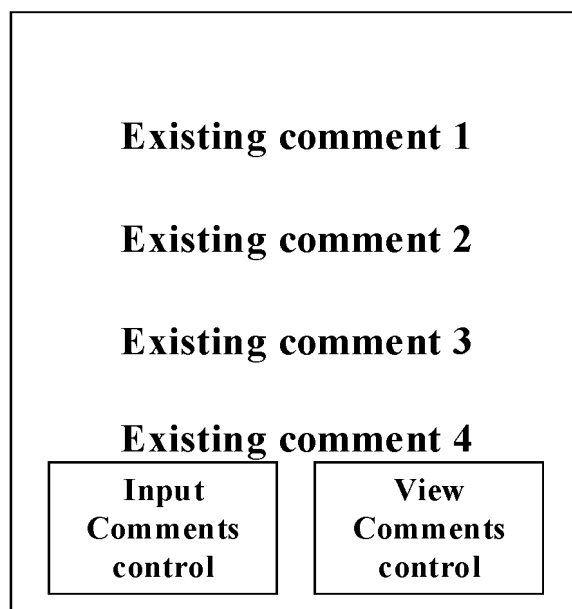 Existing comment 1
Existing comment 2
Existing comment 3
Existing comment 4
Input
Comments
control
View
Comments
control